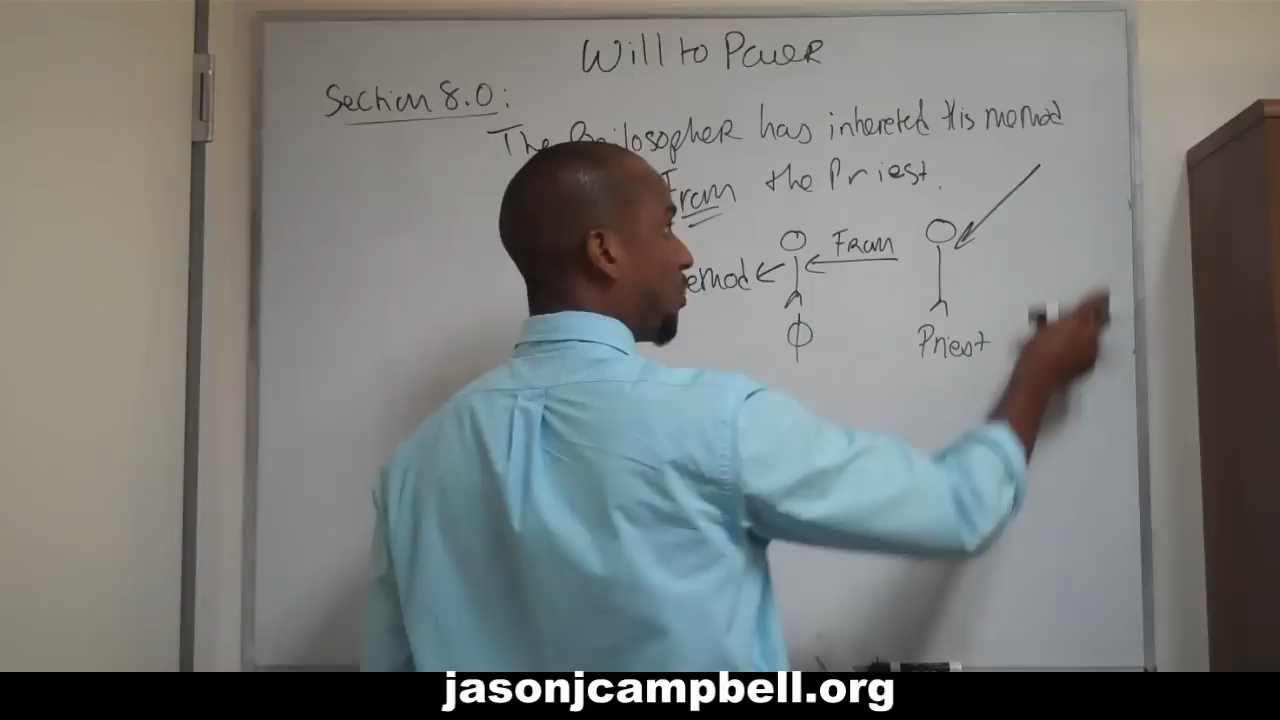 Will to Power
Section 8.0:
The Philosopher has inhereted this method
From the Priest.
From
Φ
Priest
jasonjcampbell.org